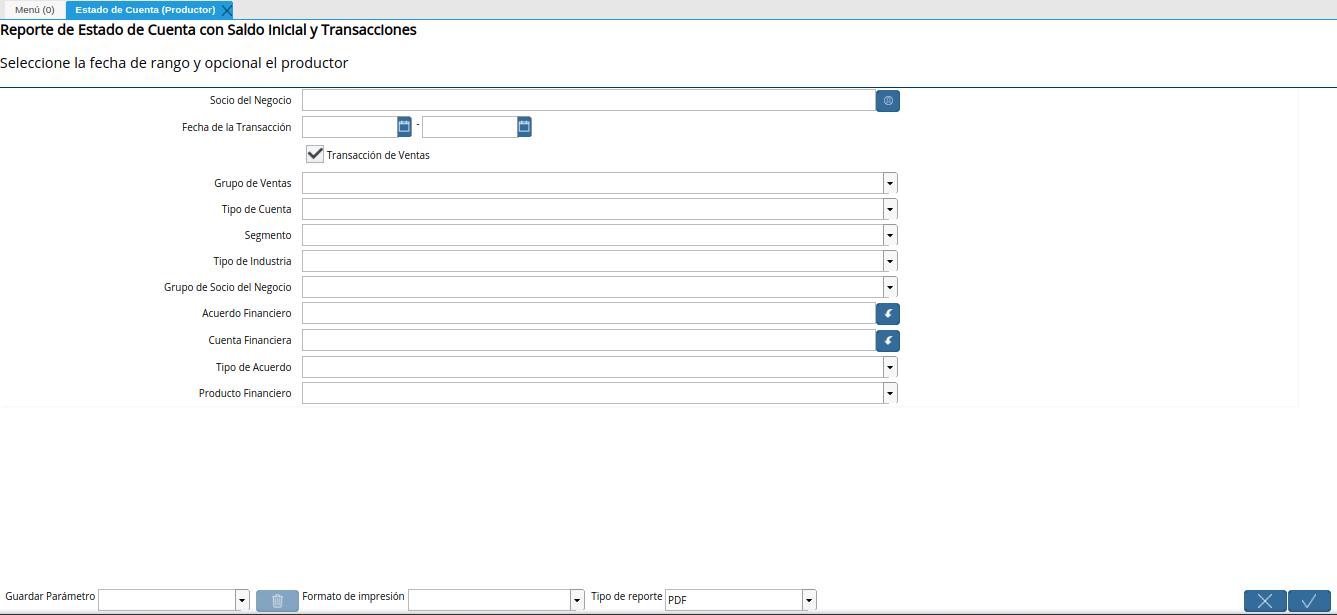 Menú (0)
Estado de Cuenta (Productor)
Reporte de Estado de Cuenta con Saldo Inicial y Transacciones
Seleccione la fecha de rango y opcional el productor
Socio del Negocio
Fecha de la Transacción -
Transacción de Ventas
Grupo de Ventas
Tipo de Cuenta
Segmento
Tipo de Industria
Grupo de Socio del Negocio
Acuerdo Financiero
Cuenta Financiera
Tipo de Acuerdo
Producto Financiero
Guardar Parámetro
Formato de impresión
Tipo de reporte PDF